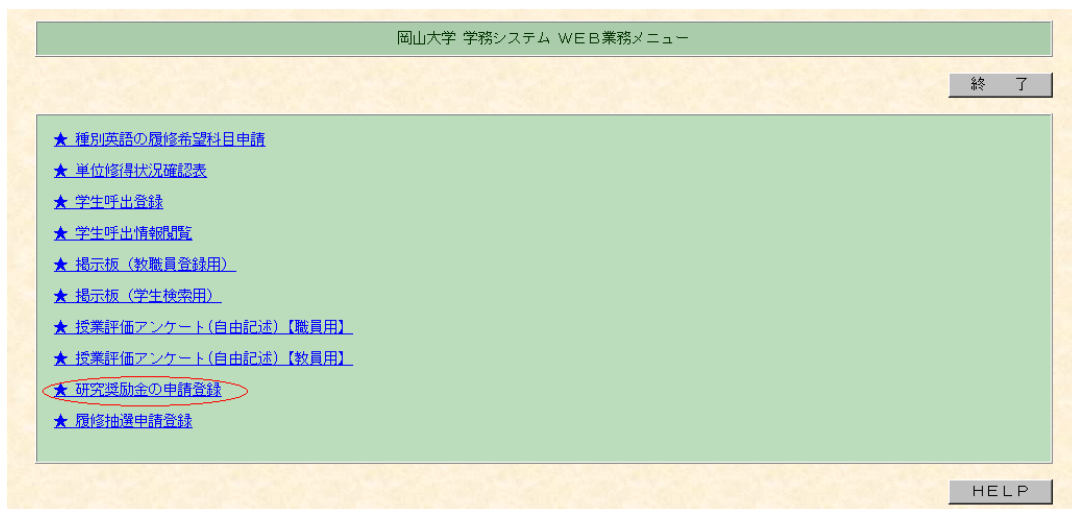 岡山大学 学務システム WEB業務メニュー
終 了
★ 種別英語の履修希望科目申請
★ 単位修得状況確認表
★ 学生呼出登録
★ 学生呼出情報閲覧
★ 掲示板（教職員登録用）
★ 掲示板（学生検索用）
★ 授業評価アンケート(自由記述)【職員用】
★ 授業評価アンケート(自由記述)【教員用】
★ 研究奨励金の申請登録
★ 履修抽選申請登録
HELP